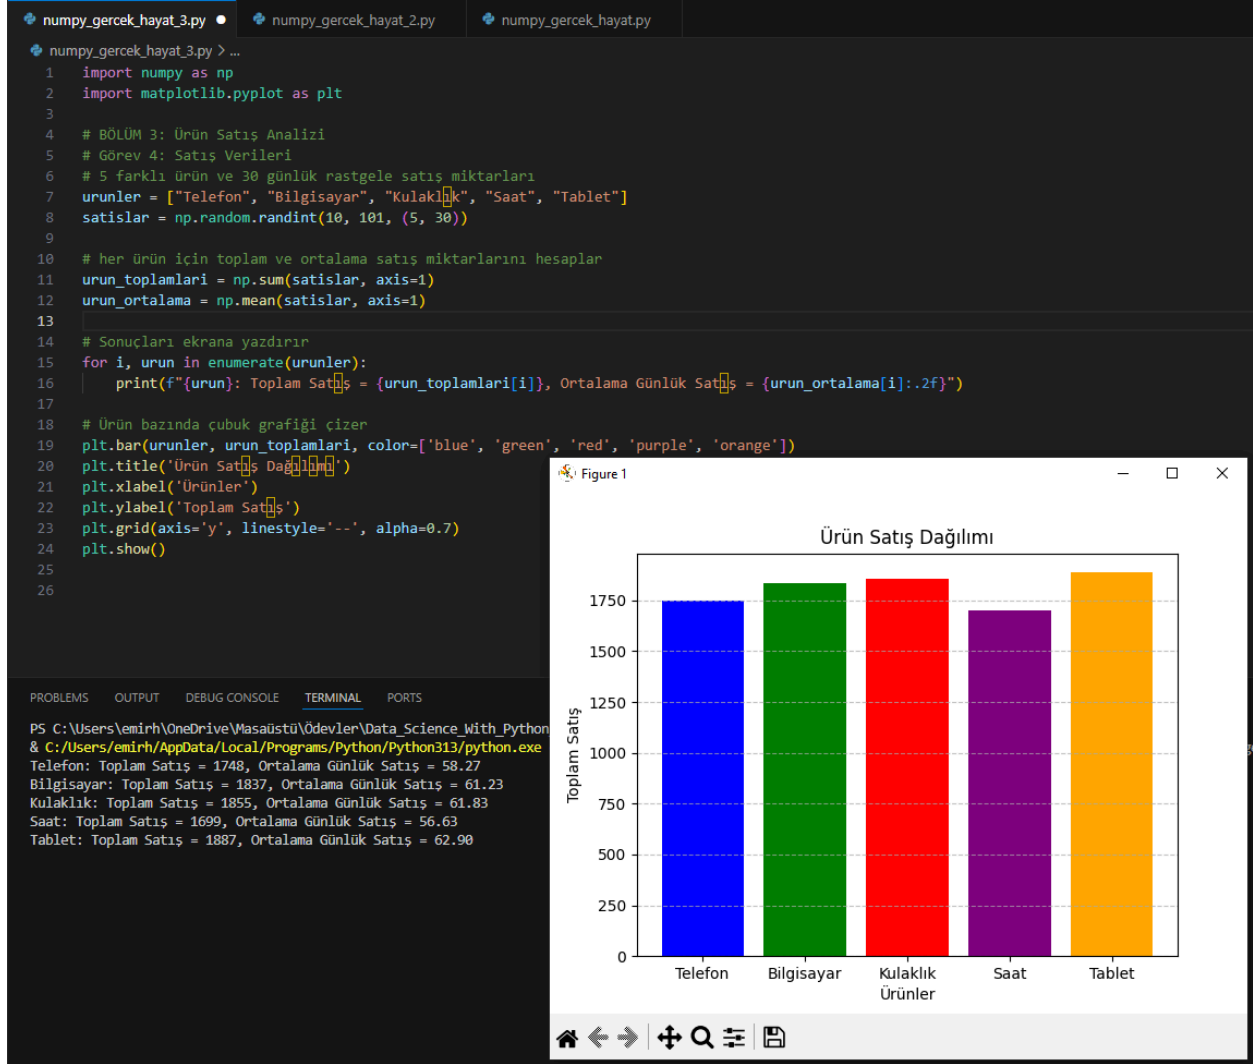 numpy_gercek_hayat_3.py numpy_gercek_hayat_2.py numpy_gercek_hayat.py
numpy_gercek_hayat_3.py > ...
1 import numpy as np
2 import matplotlib.pyplot as plt
3
4 # BÖLÜM 3: Ürün Satış Analizi
5 # Görev 4: Satış Verileri
6 # 5 farklı ürün ve 30 günlük rastgele satış miktarları
7 urunler = ["Telefon", "Bilgisayar", "Kulaklık", "Saat", "Tablet"]
8 satislar = np.random.randint(10, 101, (5, 30))
9
10 # her ürün için toplam ve ortalama satış miktarlarını hesaplar
11 urun_toplamlari = np.sum(satislar, axis=1)
12 urun_ortalama = np.mean(satislar, axis=1)
13
14 # Sonuçları ekrana yazdırır
15 for i, urun in enumerate(urunler):
16     print(f"{urun}: Toplam Satış = {urun_toplamlari[i]}, Ortalama Günlük Satış = {urun_ortalama[i]:.2f}")
17
18 # Ürün bazında çubuk grafiği çizer
19 plt.bar(urunler, urun_toplamlari, color=['blue', 'green', 'red', 'purple', 'orange'])
20 plt.title('Ürün Satış Dağılımı')
21 plt.xlabel('Ürünler')
22 plt.ylabel('Toplam Satış')
23 plt.grid(axis='y', linestyle='--', alpha=0.7)
24 plt.show()
25
26
PROBLEMS OUTPUT DEBUG CONSOLE TERMINAL PORTS
PS C:\Users\emirh\OneDrive\Masaüstü\Ödevler\Data_Science_With_Python
& C:/Users/emirh/AppData/Local/Programs/Python/Python313/python.exe
Telefon: Toplam Satış = 1748, Ortalama Günlük Satış = 58.27
Bilgisayar: Toplam Satış = 1837, Ortalama Günlük Satış = 61.23
Kulaklık: Toplam Satış = 1855, Ortalama Günlük Satış = 61.83
Saat: Toplam Satış = 1699, Ortalama Günlük Satış = 56.63
Tablet: Toplam Satış = 1887, Ortalama Günlük Satış = 62.90
Figure 1
Ürün Satış Dağılımı
1750
1500
1250
1000
750
500
250
0
Toplam Satış
Telefon Bilgisayar Kulaklık Saat Tablet
Ürünler